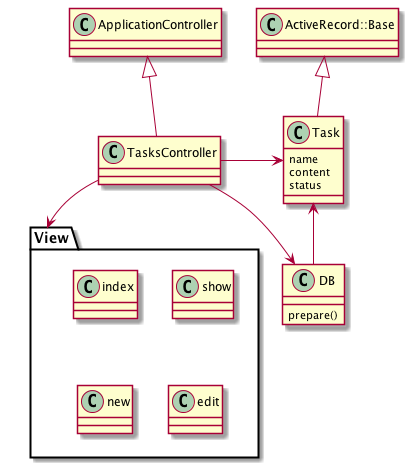 C ApplicationController
C ActiveRecord::Base
C Task
name
content
status
C TasksController
View
C DB
prepare()
C index
C show
C new
C edit